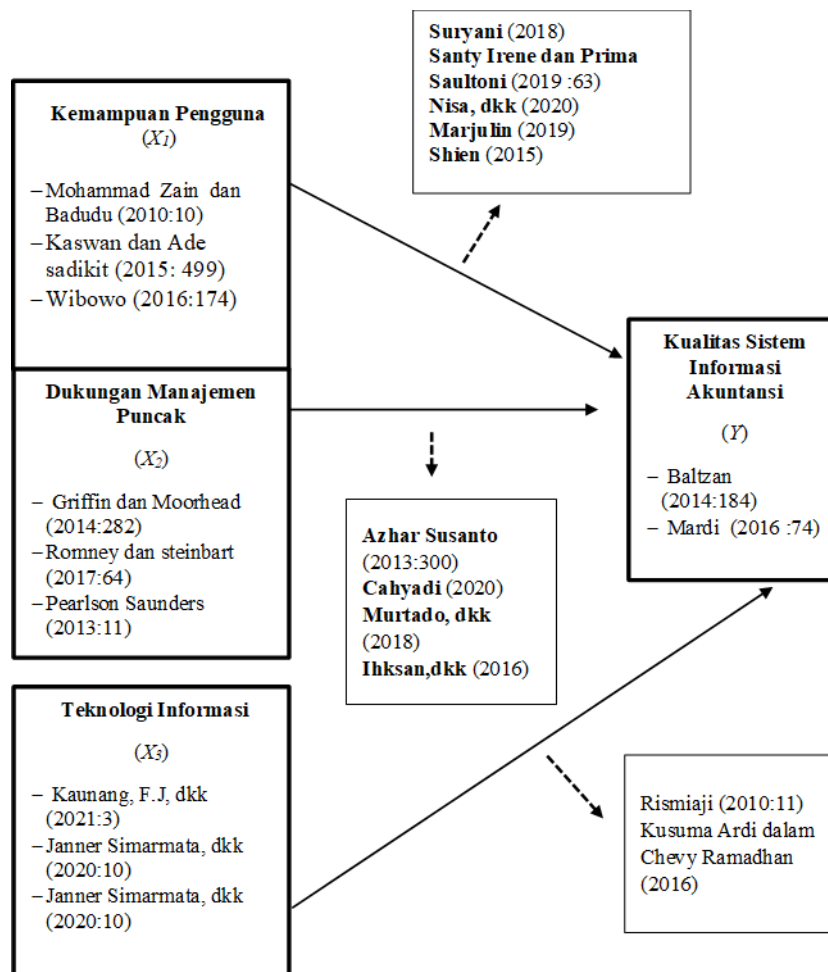 Suryani (2018)
Santy Irene dan Prima
Saultoni (2019 :63)
Nisa, dkk (2020)
Marjulin (2019)
Shien (2015)
Kemampuan Pengguna
(X1)
–Mohammad Zain dan
Badudu (2010:10)
–Kaswan dan Ade
sadikit (2015: 499)
–Wibowo (2016:174)
Kualitas Sistem
Informasi
Akuntansi
(Y)
– Baltzan
(2014:184)
– Mardi (2016 :74)
Dukungan Manajemen
Puncak
(X2)
– Griffin dan Moorhead
(2014:282)
–Romney dan steinbart
(2017:64)
–Pearlson Saunders
(2013:11)
Azhar Susanto
(2013:300)
Cahyadi (2020)
Murtado, dkk
(2018)
Ihksan,dkk (2016)
Teknologi Informasi
(X3)
– Kaunang, F.J, dkk
(2021:3)
–Janner Simarmata, dkk
(2020:10)
–Janner Simarmata, dkk
(2020:10)
Rismiaji (2010:11)
Kusuma Ardi dalam
Chevy Ramadhan
(2016)